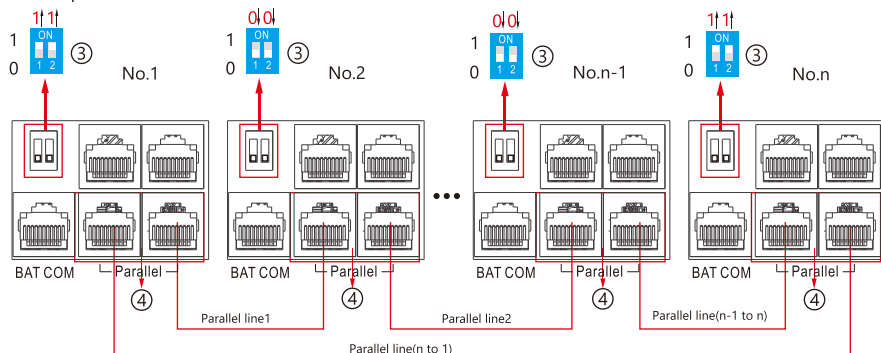 1 1
ON
1 2
1
0
③
No.1
0 0
ON
1 2
1
0
③
No.2
0 0
ON
1 2
1
0
③
No.n-1
1 1
ON
1 2
1
0
③
No.n
BAT COM
Parallel
④
BAT COM
Parallel
④
BAT COM
Parallel
④
BAT COM
Parallel
④
Parallel line1
Parallel line2
Parallel line(n-1 to n)
Parallel line(n to 1)